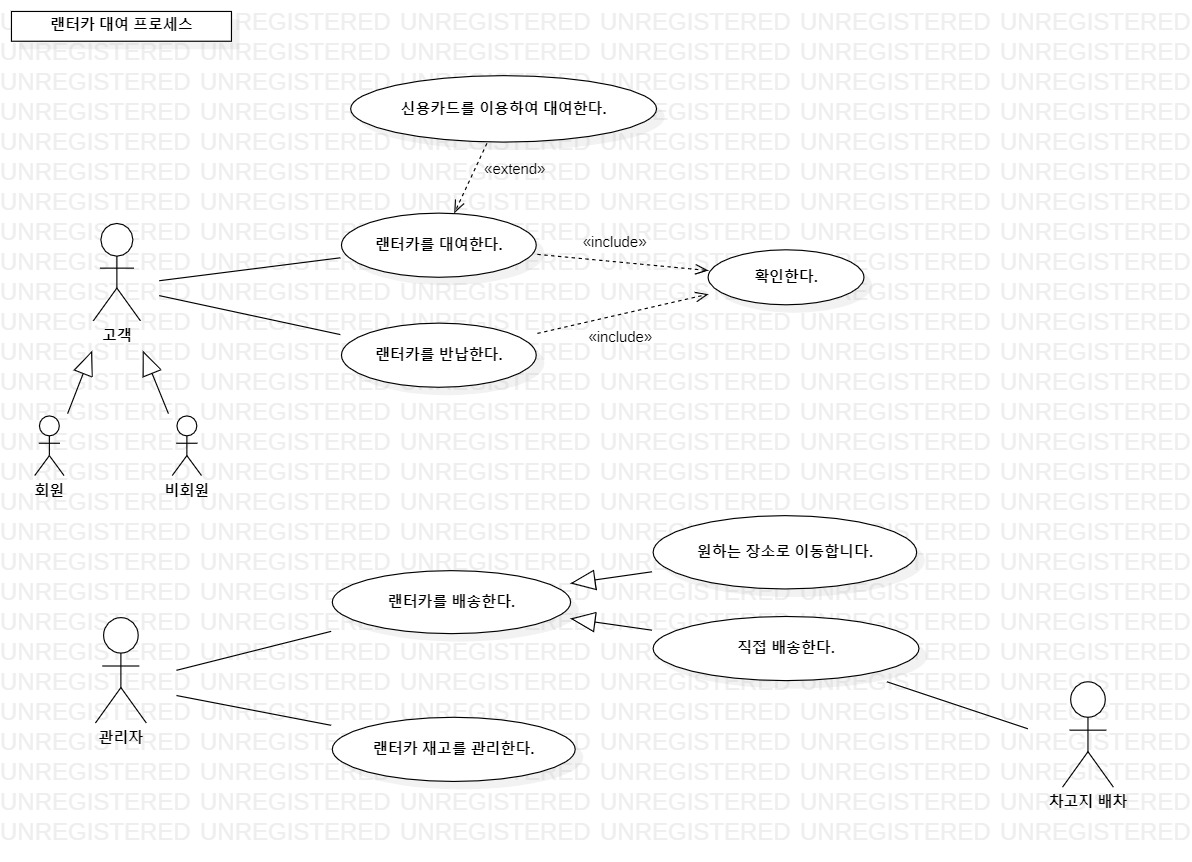 랜터카 대여 프로세스
신용카드를 이용하여 대여한다.
«extend»
랜터카를 대여한다.
«include»
확인한다.
고객
«include»
랜터카를 반납한다.
회원
비회원
원하는 장소로 이동합니다.
랜터카를 배송한다.
직접 배송한다.
관리자
랜터카 재고를 관리한다.
차고지 배차
UNREGISTERED